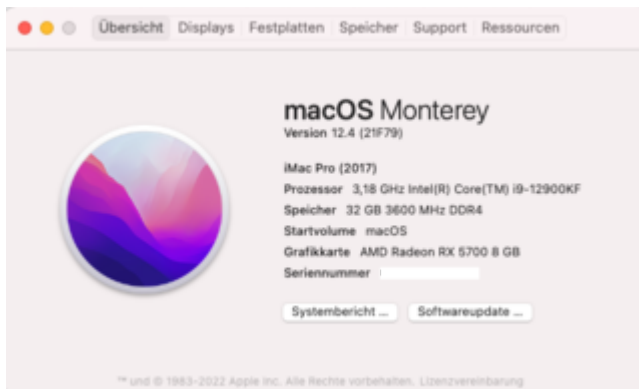 Übersicht Displays Festplatten Speicher Support Ressourcen
macOS Monterey
Version 12.4 (21F79)
iMac Pro (2017)
Prozessor 3,18 GHz Intel(R) Core(TM) i9-12900KF
Speicher 32 GB 3600 MHz DDR4
Startvolume macOS
Grafikkarte AMD Radeon RX 5700 8 GB
Seriennummer
Systembericht ... Softwareupdate ...
™ und © 1983-2022 Apple Inc. Alle Rechte vorbehalten. Lizenzvereinbarung